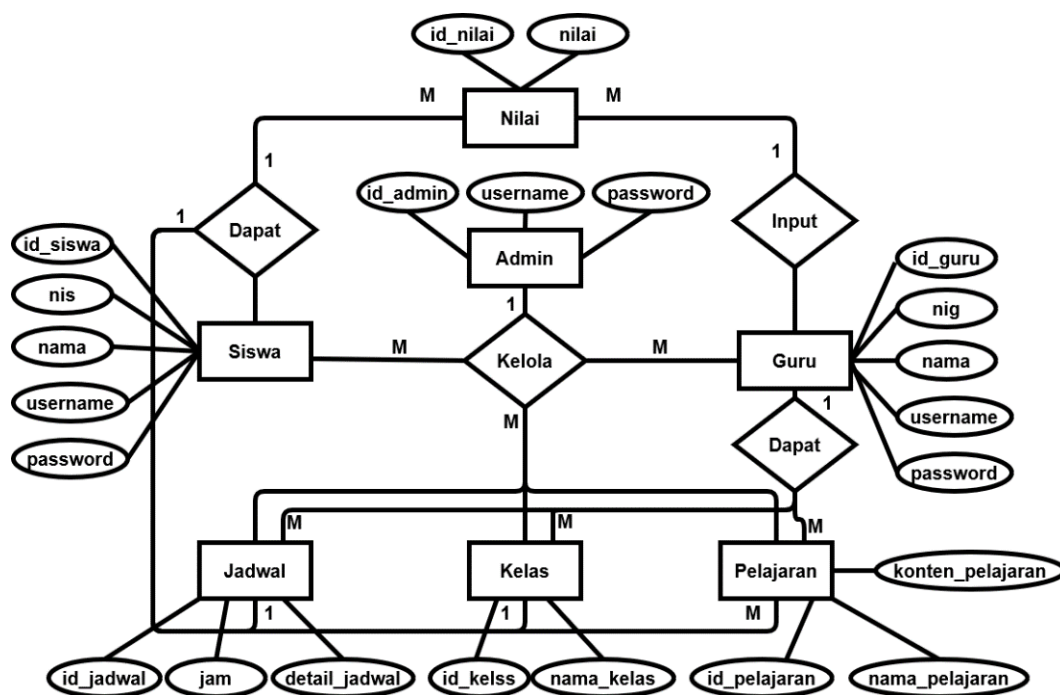 id_nilai
nilai
M
M
Nilai
1
1
id_admin
username
password
1
Dapat
Input
id_siswa
Admin
id_guru
nis
1
nig
nama
Siswa
M
Kelola
M
Guru
nama
username
1
username
M
password
Dapat
password
M
M
M
Jadwal
Kelas
Pelajaran
konten_pelajaran
1
1
M
id_jadwal
jam
detail_jadwal
id_kelss
nama_kelas
id_pelajaran
nama_pelajaran